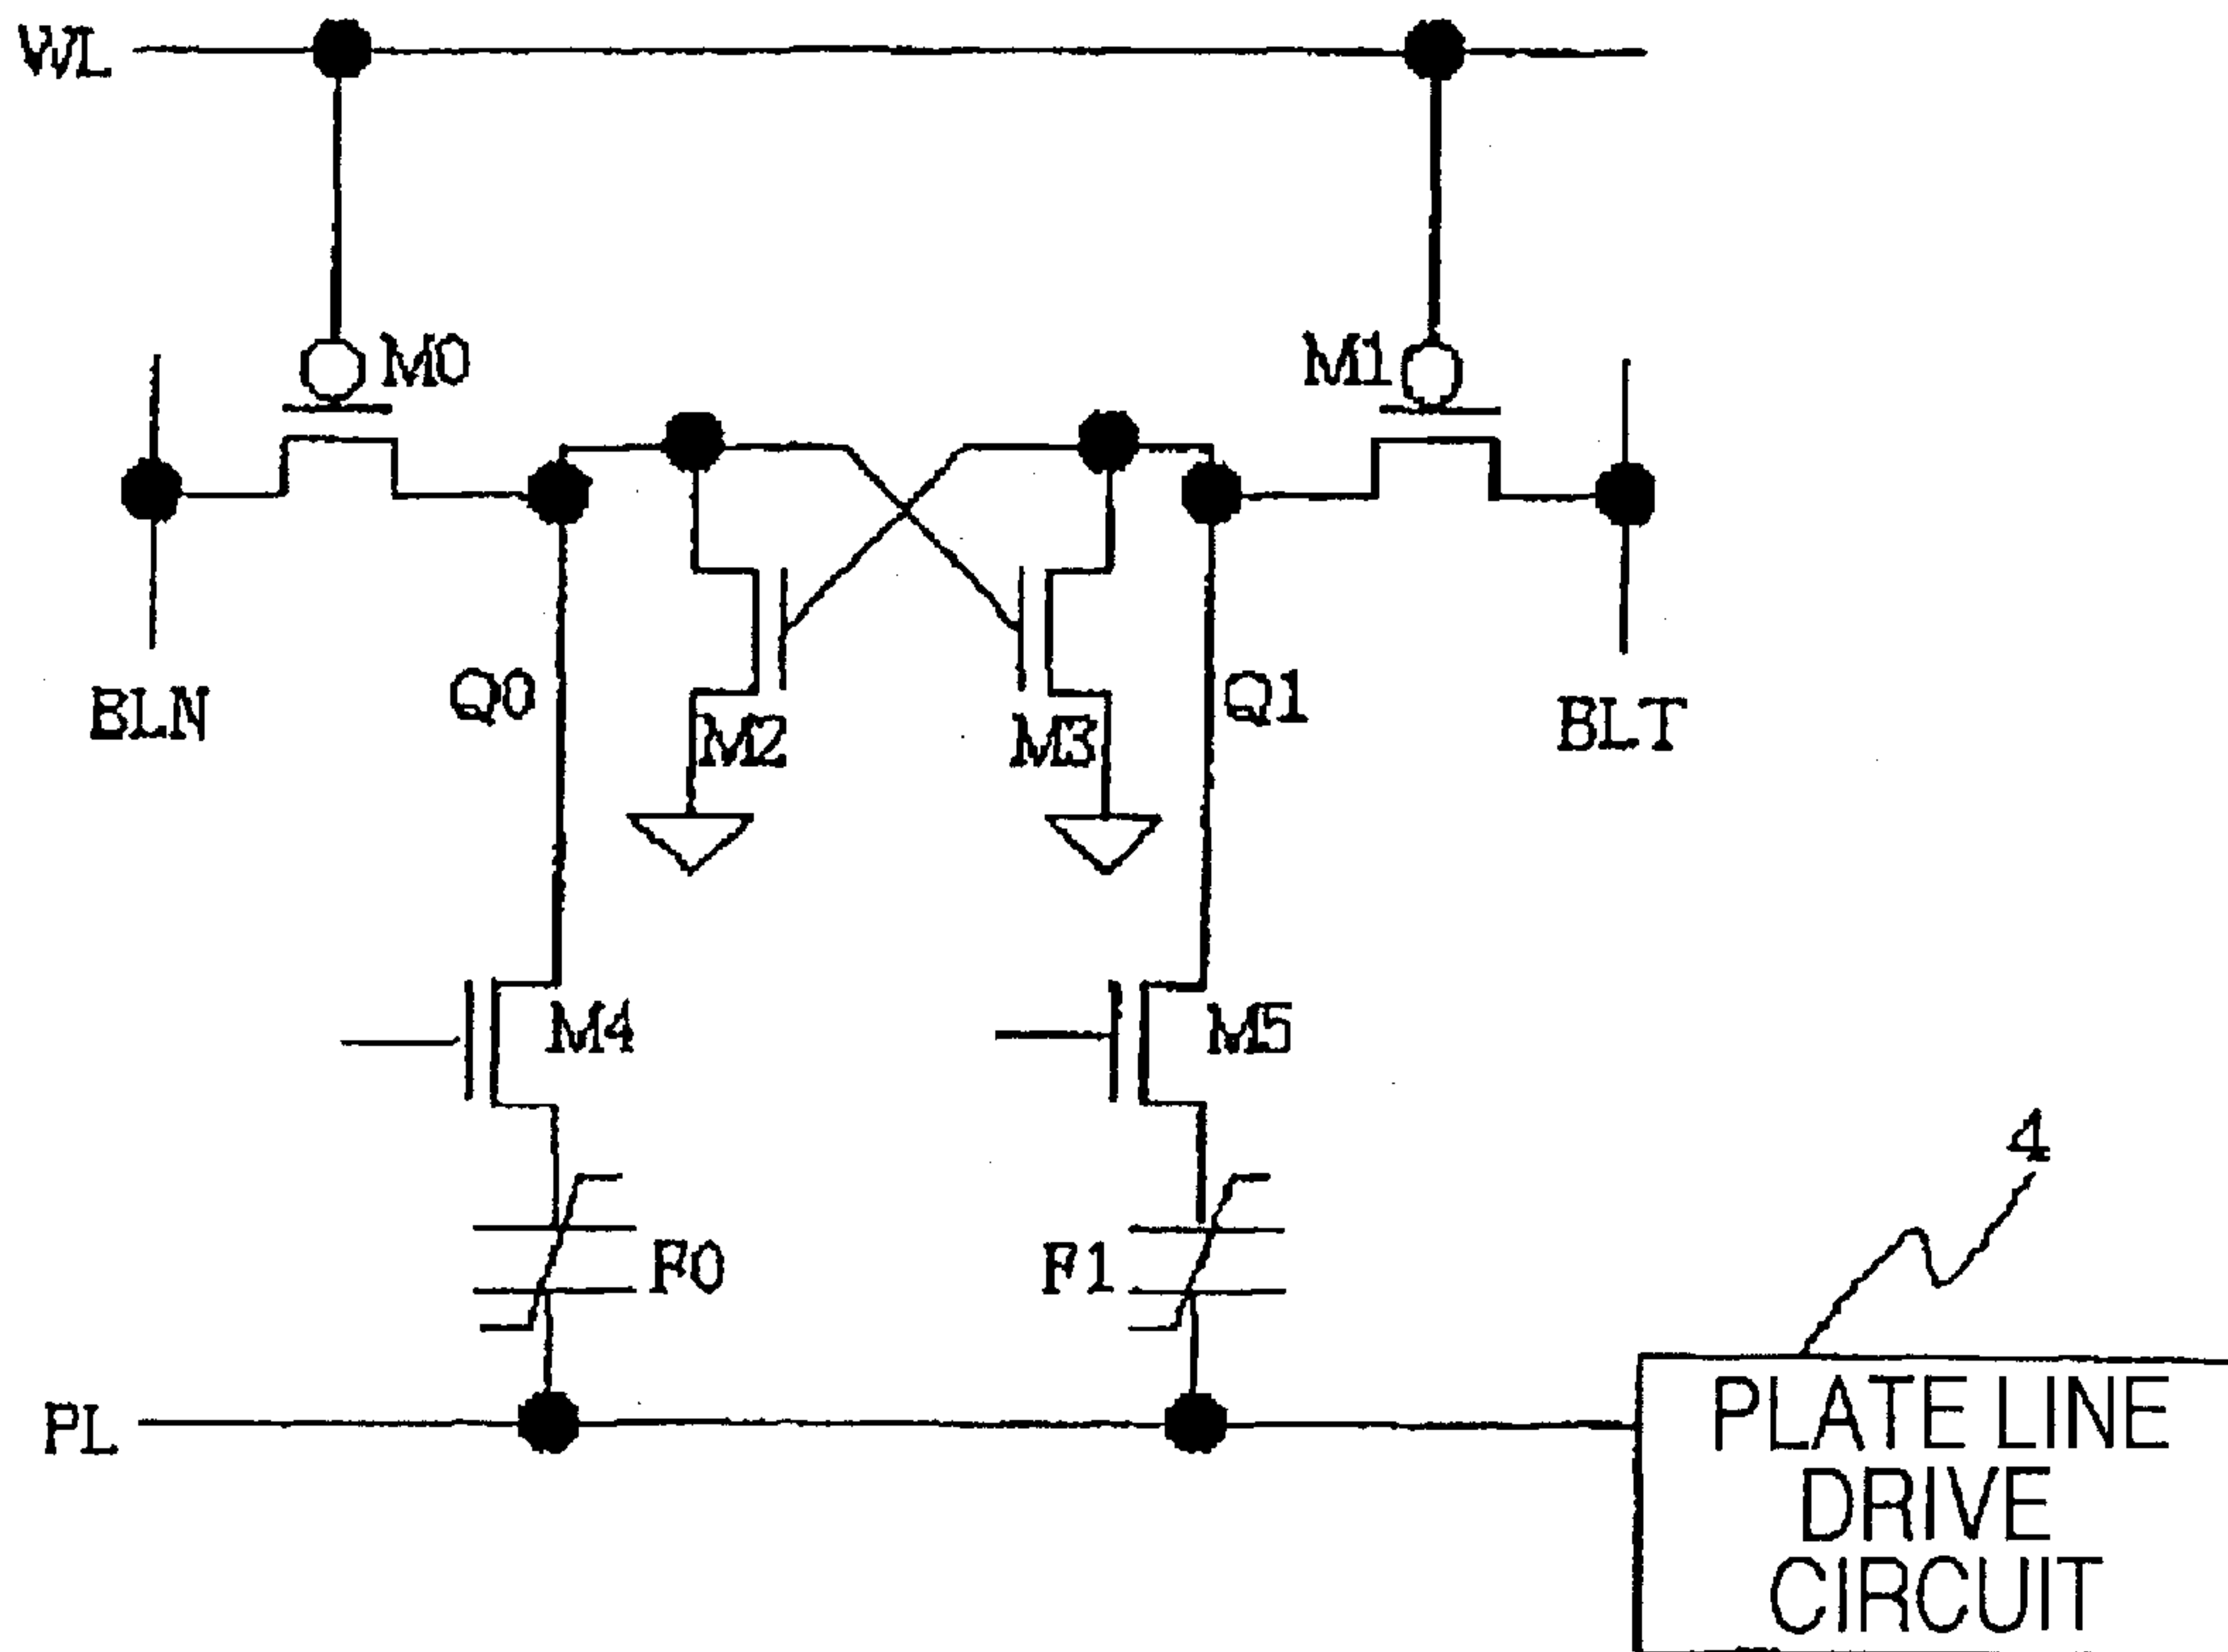 WL
M0
M1
BLN
Q0
M2
M3
Q1
BLT
M4
M5
4
F0
F1
PL
PLATE LINE
DRIVE
CIRCUIT